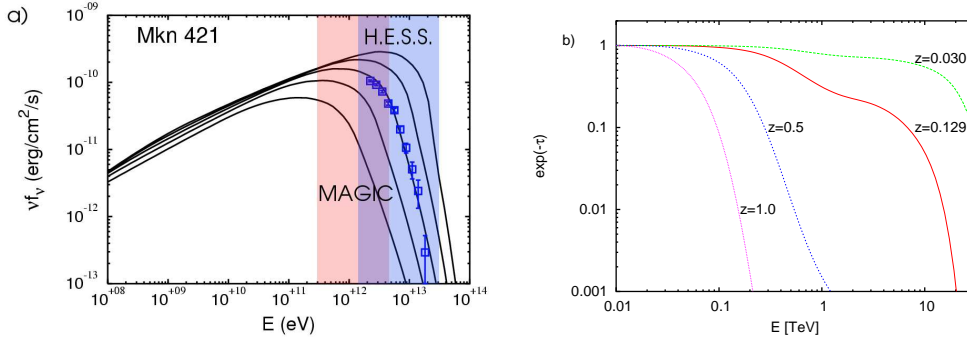 a)
Mkn 421
H.E.S.S.
MAGIC
νfν (erg/cm²/s)
10⁻⁰⁹
10⁻¹⁰
10⁻¹¹
10⁻¹²
10⁻¹³
10⁺⁰⁸ 10⁺⁰⁹ 10⁺¹⁰ 10⁺¹¹ 10⁺¹² 10⁺¹³ 10⁺¹⁴
E (eV)
b)
exp(-τ)
1
0.1
0.01
0.001
z=0.030
z=0.129
z=0.5
z=1.0
0.01 0.1 1 10
E [TeV]